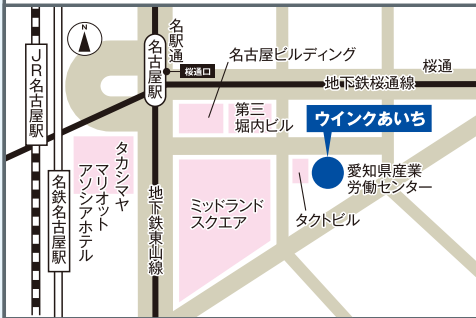 N
名駅通
名古屋駅
桜通口
名古屋ビルディング
桜通
地下鉄桜通線
JR名古屋駅
第三
堀内ビル
ウインクあいち
愛知県産業
労働センター
タカシマヤ
マリオット
アソシアホテル
名鉄名古屋駅
地下鉄東山線
ミッドランド
スクエア
タクトビル